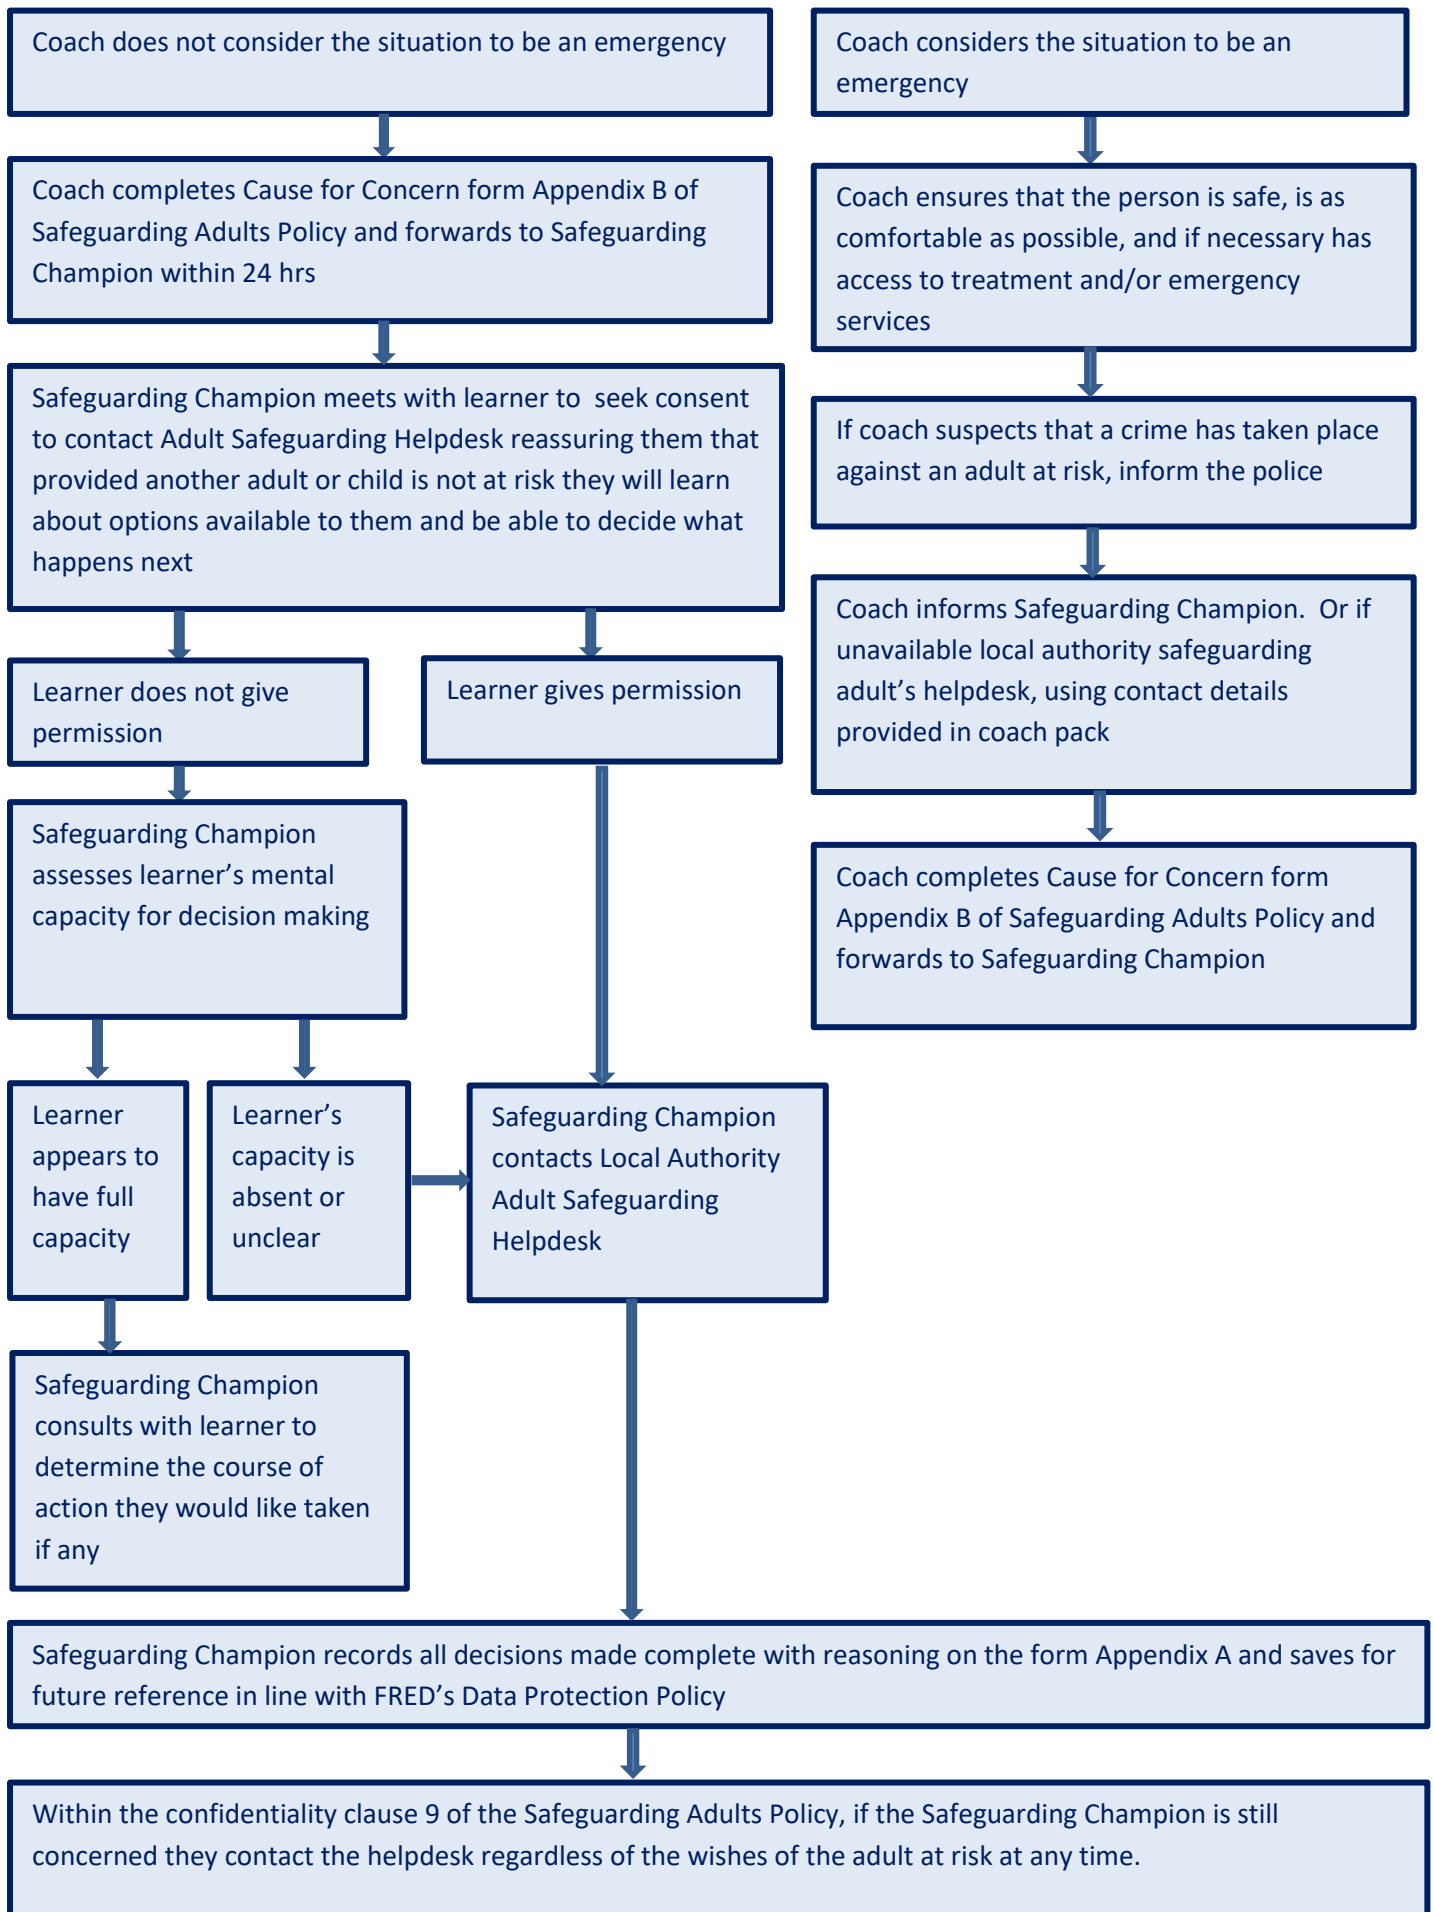 Coach does not consider the situation to be an emergency
Coach considers the situation to be an
emergency
Coach completes Cause for Concern form Appendix B of
Safeguarding Adults Policy and forwards to Safeguarding
Champion within 24 hrs
Coach ensures that the person is safe, is as
comfortable as possible, and if necessary has
access to treatment and/or emergency
services
Safeguarding Champion meets with learner to  seek consent
to contact Adult Safeguarding Helpdesk reassuring them that
provided another adult or child is not at risk they will learn
about options available to them and be able to decide what
happens next
If coach suspects that a crime has taken place
against an adult at risk, inform the police
Coach informs Safeguarding Champion.  Or if
unavailable local authority safeguarding
adult’s helpdesk, using contact details
provided in coach pack
Learner does not give
permission
Learner gives permission
Safeguarding Champion
assesses learner’s mental
capacity for decision making
Coach completes Cause for Concern form
Appendix B of Safeguarding Adults Policy and
forwards to Safeguarding Champion
Learner
appears to
have full
capacity
Learner’s
capacity is
absent or
unclear
Safeguarding Champion
contacts Local Authority
Adult Safeguarding
Helpdesk
Safeguarding Champion
consults with learner to
determine the course of
action they would like taken
if any
Safeguarding Champion records all decisions made complete with reasoning on the form Appendix A and saves for
future reference in line with FRED’s Data Protection Policy
Within the confidentiality clause 9 of the Safeguarding Adults Policy, if the Safeguarding Champion is still
concerned they contact the helpdesk regardless of the wishes of the adult at risk at any time.